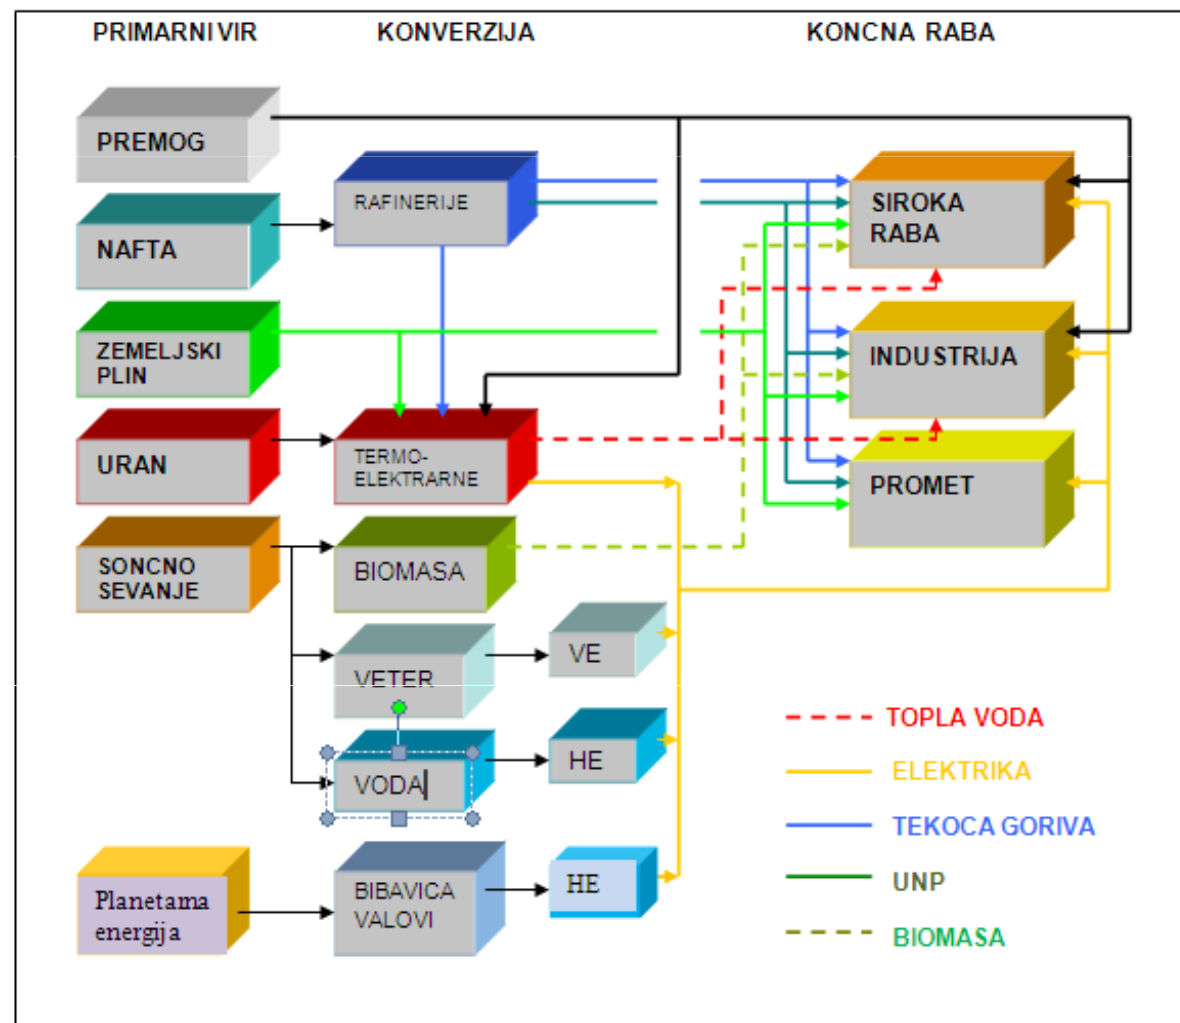 PRIMARNI VIR
KONVERZIJA
KONCNA RABA
PREMOG
RAFINERIJE
SIROKA
RABA
NAFTA
ZEMELJSKI
PLIN
INDUSTRIJA
URAN
TERMO-
ELEKTRARNE
PROMET
SONCNO
SEVANJE
BIOMASA
VETER
VE
VODA
HE
Planetama
energija
BIBAVICA
VALOVI
HE
TOPLA VODA
ELEKTRIKA
TEKOCA GORIVA
UNP
BIOMASA